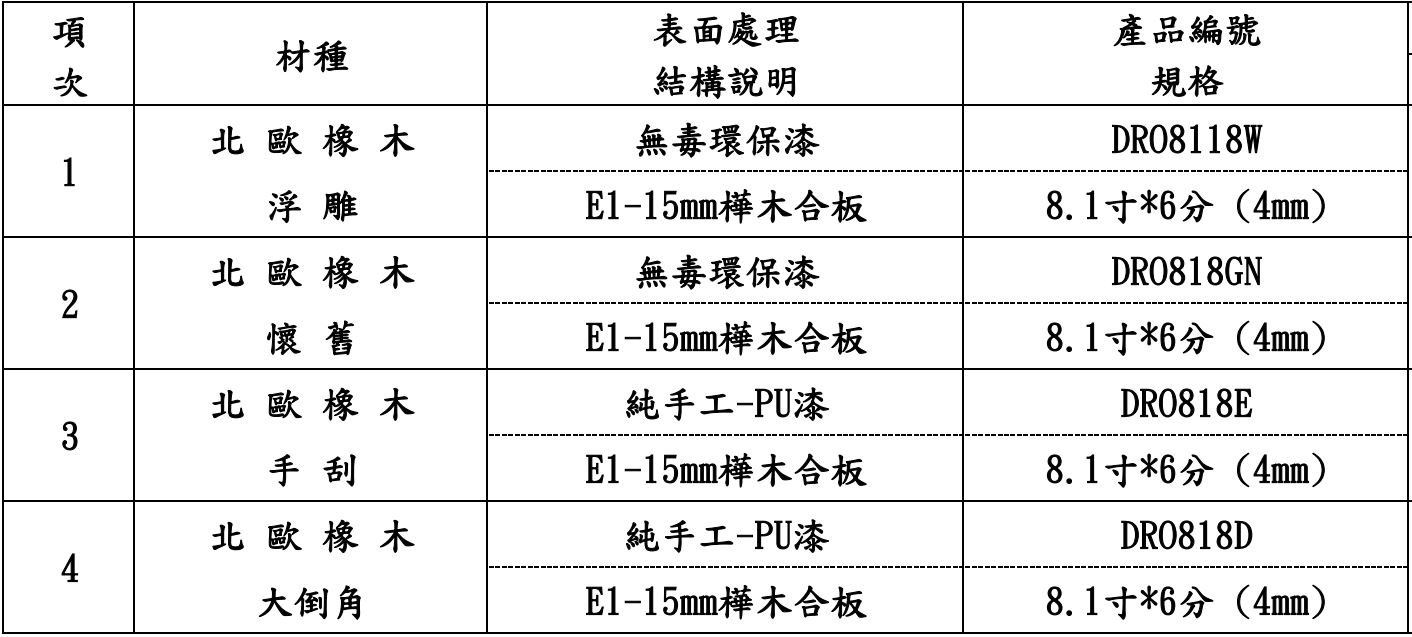 項次 材種 表面處理 結構說明 產品編號 規格
1 北歐橡木 無毒環保漆 DRO8118W
浮雕 E1-15mm樺木合板 8.1寸*6分 (4mm)
2 北歐橡木 無毒環保漆 DRO818GN
懷舊 E1-15mm樺木合板 8.1寸*6分 (4mm)
3 北歐橡木 純手工-PU漆 DRO818E
手刮 E1-15mm樺木合板 8.1寸*6分 (4mm)
4 北歐橡木 純手工-PU漆 DRO818D
大倒角 E1-15mm樺木合板 8.1寸*6分 (4mm)